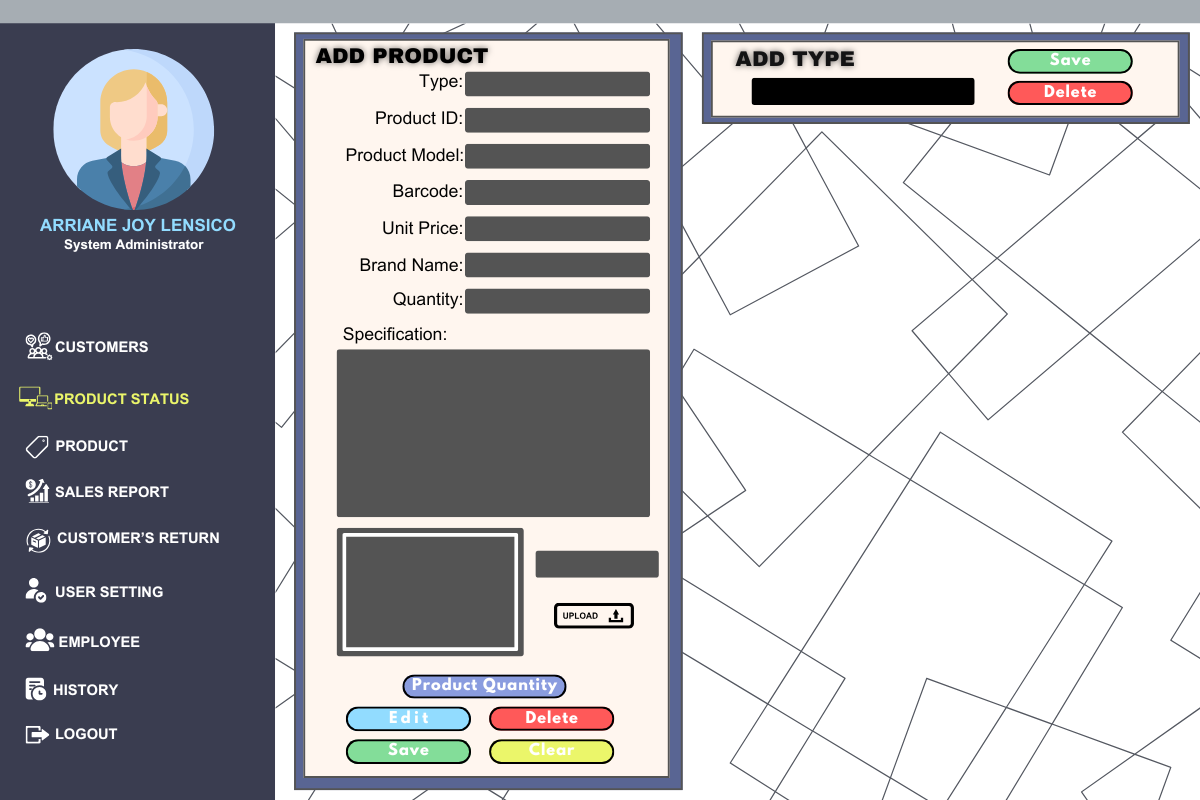 ARRIANE JOY LENSICO
System Administrator
CUSTOMERS
PRODUCT STATUS
PRODUCT
SALES REPORT
CUSTOMER’S RETURN
USER SETTING
EMPLOYEE
HISTORY
LOGOUT
ADD PRODUCT
Type:
Product ID:
Product Model:
Barcode:
Unit Price:
Brand Name:
Quantity:
Specification:
UPLOAD
Product Quantity
Edit
Delete
Save
Clear
ADD TYPE
Save
Delete